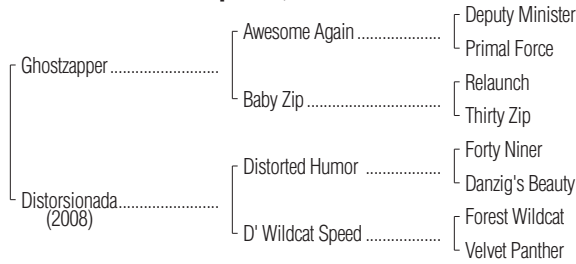 Deputy Minister
Awesome Again ..................
Primal Force
Ghostzapper ........................
Relaunch
Baby Zip ..............................
Thirty Zip
Forty Niner
Distorted Humor ................
Danzig's Beauty
Distorsionada......................
(2008)
Forest Wildcat
D' Wildcat Speed ................
Velvet Panther